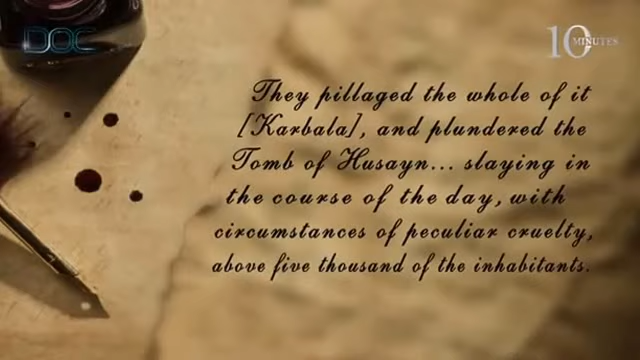 DOC
10 MINUTES
They pillaged the whole of it
[Karbala], and plundered the
Tomb of Husayn... slaying in
the course of the day, with
circumstances of peculiar cruelty,
above five thousand of the inhabitants.